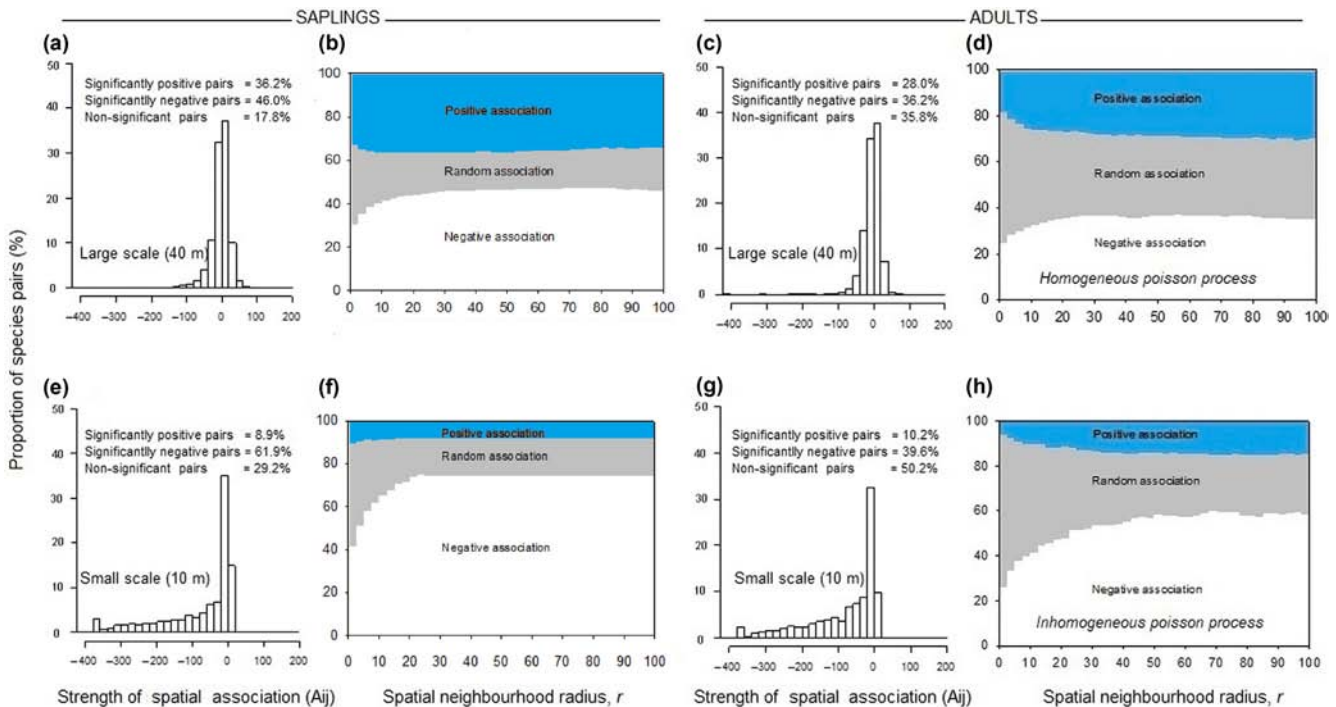 SAPLINGS
ADULTS
Proportion of species pairs (%)
(a)
50
40
30
20
10
0
Significantly positive pairs = 36.2%
Significantly negative pairs = 46.0%
Non-significant pairs = 17.8%
Large scale (40 m)
−400 −200 0 200
−300 −100 100
(b)
100
80
60
40
20
0
Positive association
Random association
Negative association
0 10 20 30 40 50 60 70 80 90 100
(c)
50
40
30
20
10
0
Significantly positive pairs = 28.0%
Significantly negative pairs = 36.2%
Non-significant pairs = 35.8%
Large scale (40 m)
−400 −200 0 200
−300 −100 100
(d)
100
80
60
40
20
0
Positive association
Random association
Negative association
Homogeneous poisson process
0 10 20 30 40 50 60 70 80 90 100
(e)
50
40
30
20
10
0
Significantly positive pairs = 8.9%
Significantly negative pairs = 61.9%
Non-significant pairs = 29.2%
Small scale (10 m)
−400 −200 0 200
−300 −100 100
Strength of spatial association (Aij)
(f)
100
80
60
40
20
0
Positive association
Random association
Negative association
0 10 20 30 40 50 60 70 80 90 100
Spatial neighbourhood radius, r
(g)
50
40
30
20
10
0
Significantly positive pairs = 10.2%
Significantly negative pairs = 39.6%
Non-significant pairs = 50.2%
Small scale (10 m)
−400 −200 0 200
−300 −100 100
Strength of spatial association (Aij)
(h)
100
80
60
40
20
0
Positive association
Random association
Negative association
Inhomogeneous poisson process
0 10 20 30 40 50 60 70 80 90 100
Spatial neighbourhood radius, r